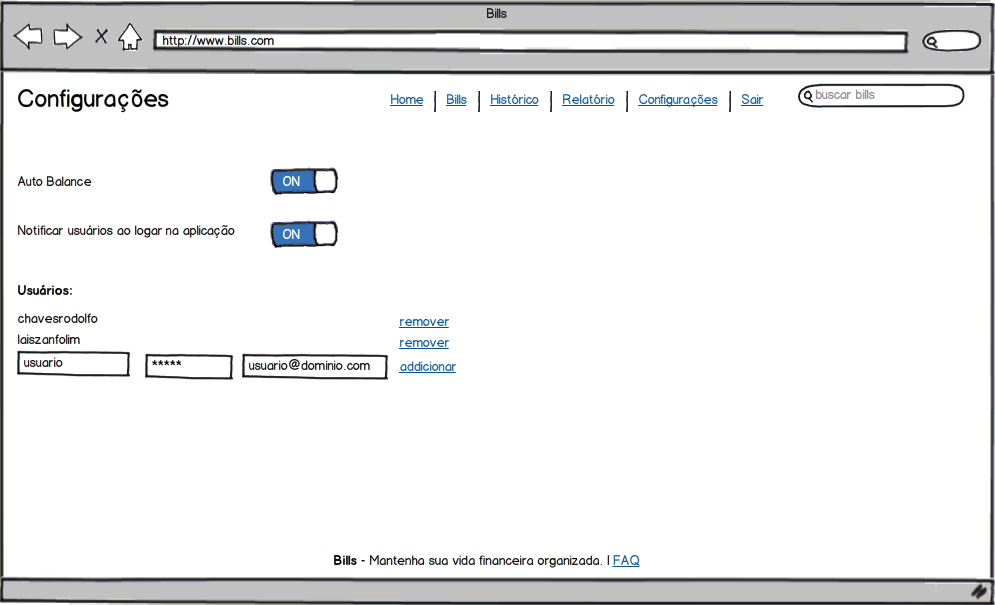 Bills
http://www.bills.com
Configurações
Home | Bills | Histórico | Relatório | Configurações | Sair
buscar bills
Auto Balance
ON
Notificar usuários ao logar na aplicação
ON
Usuários:
chavesrodolfo
remover
laiszanfolim
remover
usuario
*****
usuario@dominio.com
addicionar
Bills - Mantenha sua vida financeira organizada. | FAQ